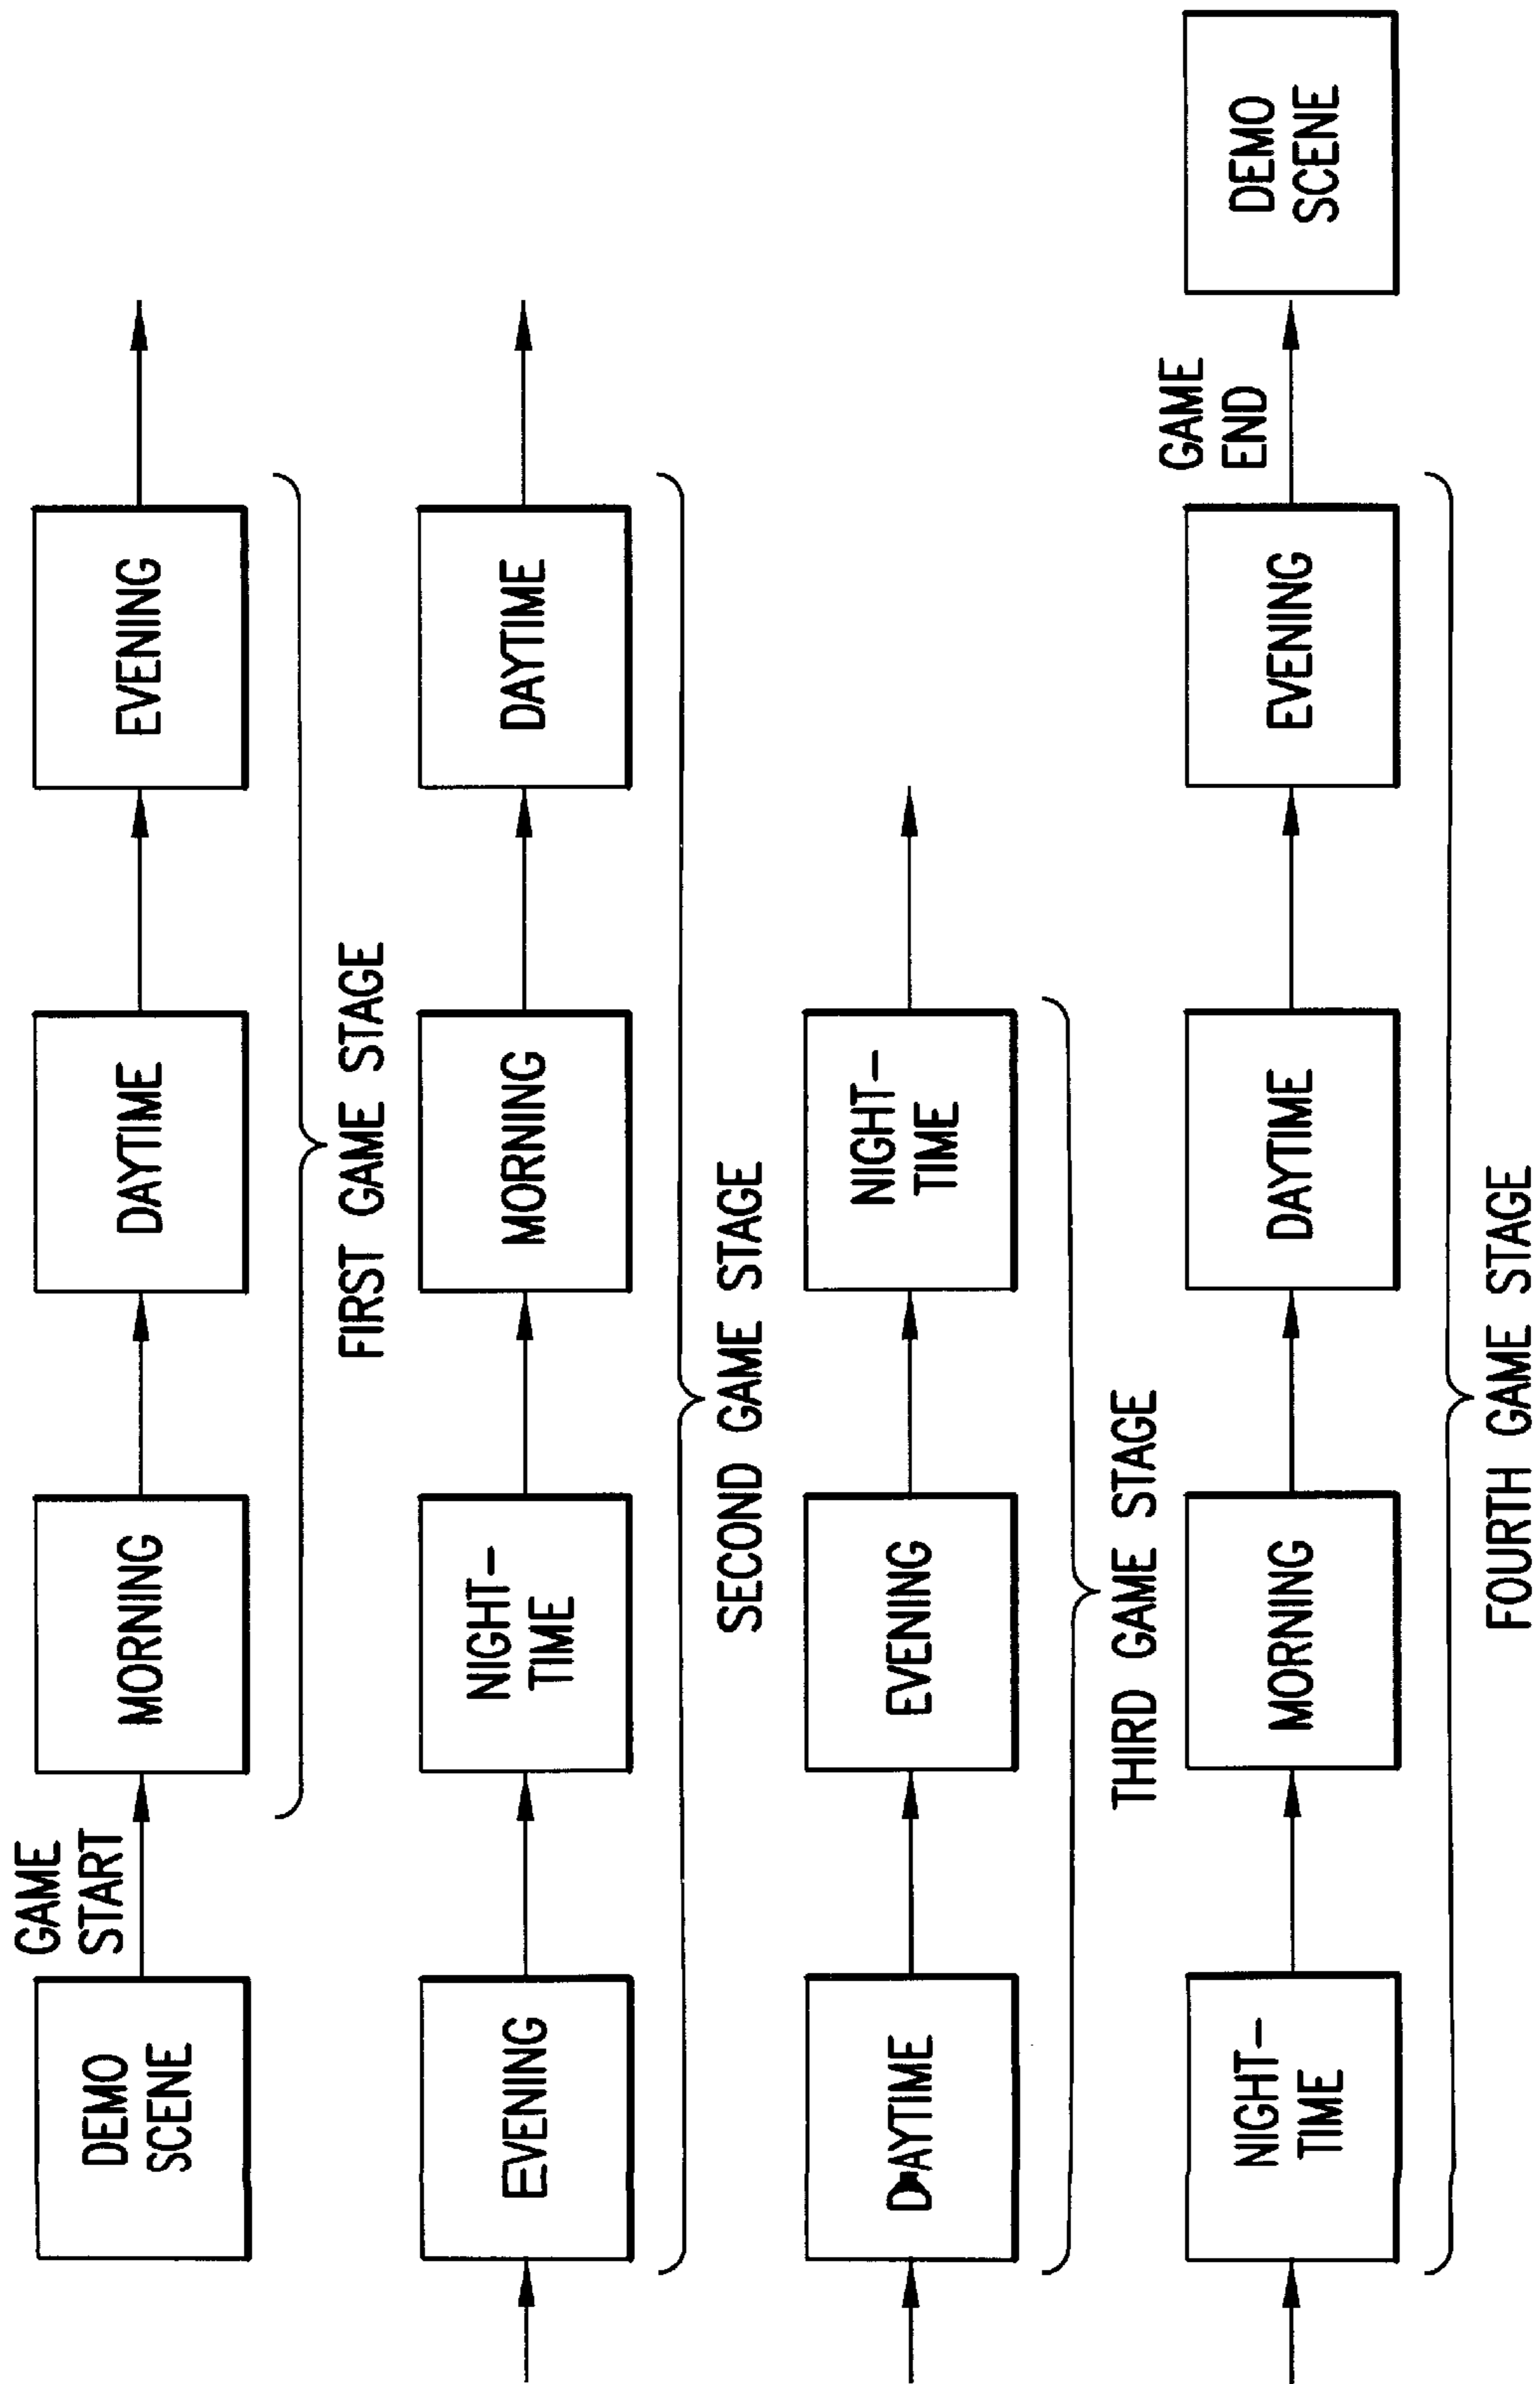 GAME
START
DEMO
SCENE
MORNING
DAYTIME
EVENING
FIRST GAME STAGE
EVENING
NIGHT-
TIME
MORNING
DAYTIME
SECOND GAME STAGE
DAYTIME
EVENING
NIGHT-
TIME
THIRD GAME STAGE
NIGHT-
TIME
MORNING
DAYTIME
EVENING
GAME
END
DEMO
SCENE
FOURTH GAME STAGE